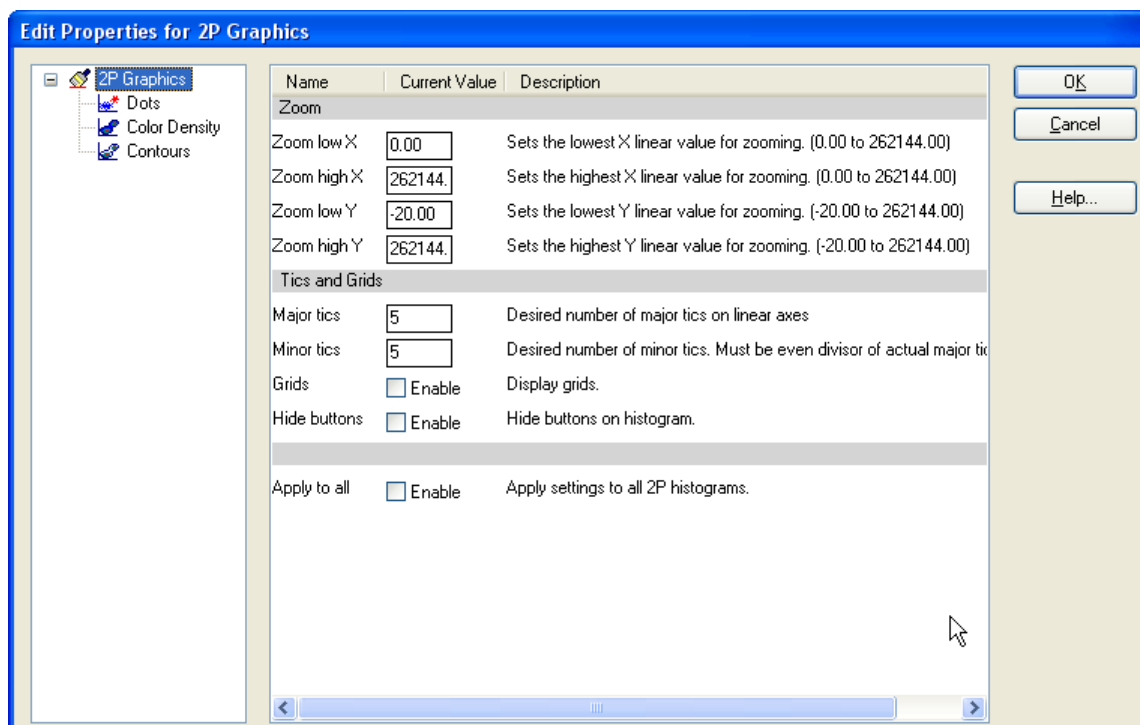 Edit Properties for 2P Graphics
2P Graphics
Dots
Color Density
Contours
Name Current Value Description
Zoom
Zoom low X 0.00 Sets the lowest X linear value for zooming. (0.00 to 262144.00)
Zoom high X 262144. Sets the highest X linear value for zooming. (0.00 to 262144.00)
Zoom low Y -20.00 Sets the lowest Y linear value for zooming. (-20.00 to 262144.00)
Zoom high Y 262144. Sets the highest Y linear value for zooming. (-20.00 to 262144.00)
Tics and Grids
Major tics 5 Desired number of major tics on linear axes
Minor tics 5 Desired number of minor tics. Must be even divisor of actual major
Grids Enable Display grids.
Hide buttons Enable Hide buttons on histogram.
Apply to all Enable Apply settings to all 2P histograms.
OK
Cancel
Help...